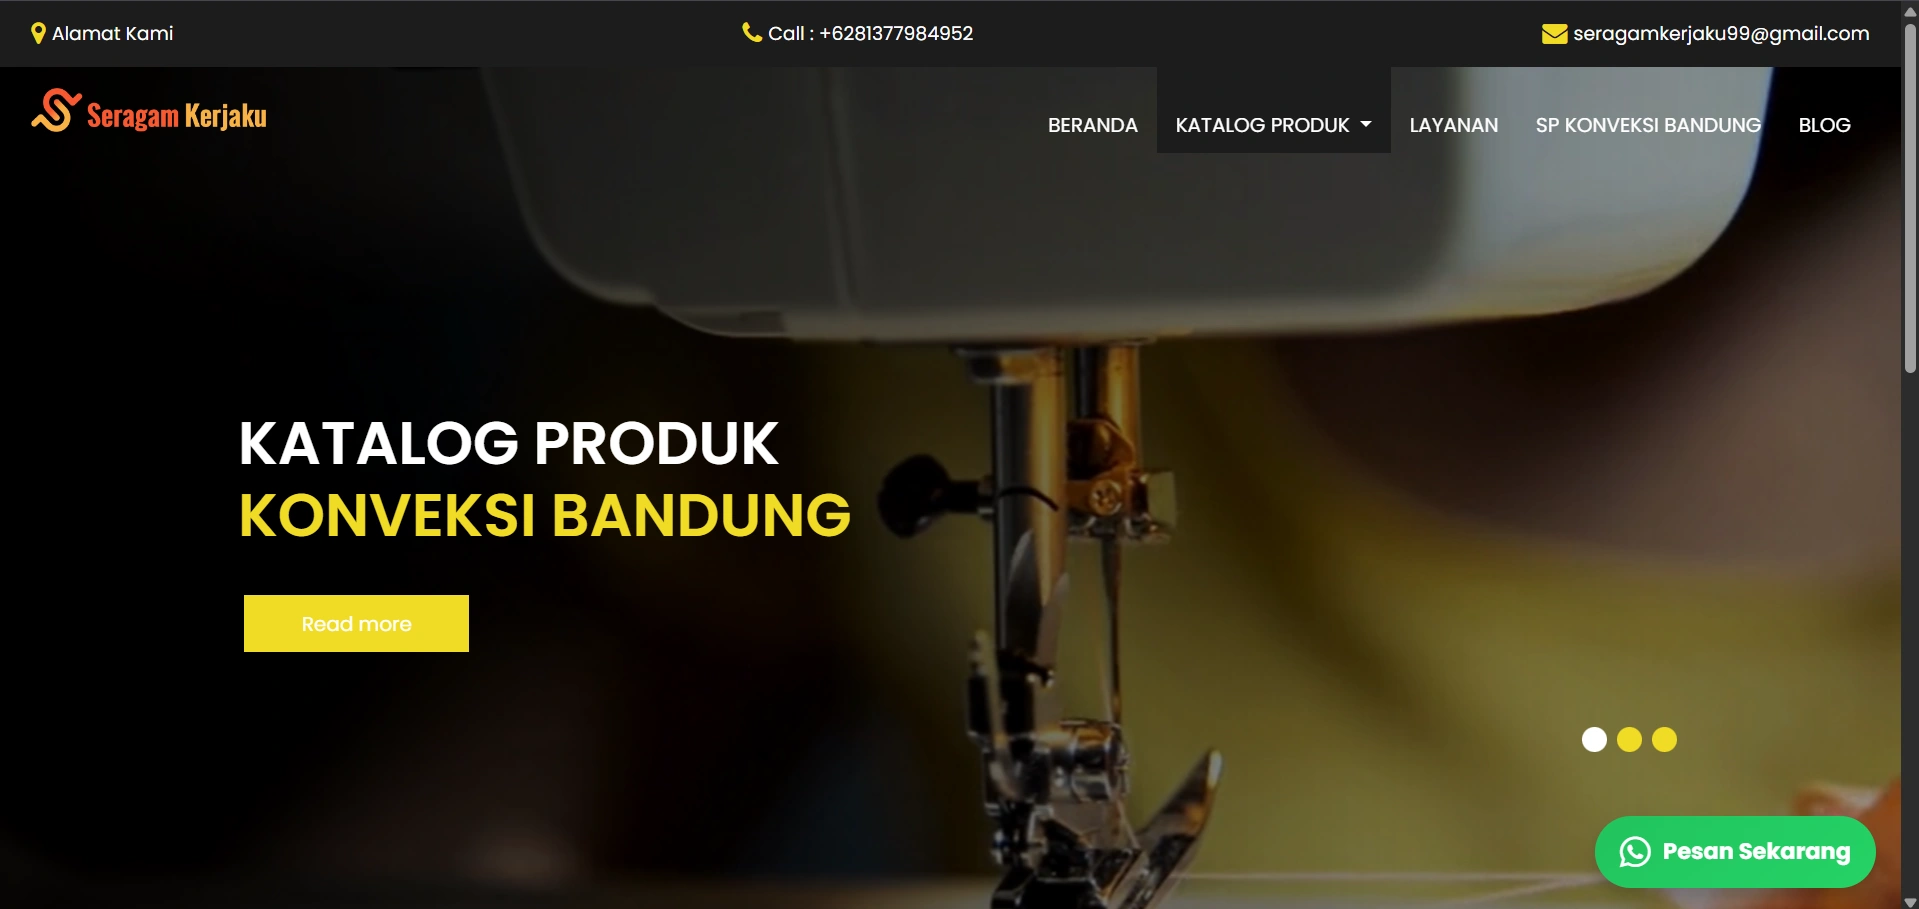 Alamat Kami
Call : +6281377984952
seragamkerjaku99@gmail.com
Seragam Kerjaku
BERANDA
KATALOG PRODUK
LAYANAN
SP KONVEKSI BANDUNG
BLOG
KATALOG PRODUK
KONVEKSI BANDUNG
Read more
Pesan Sekarang